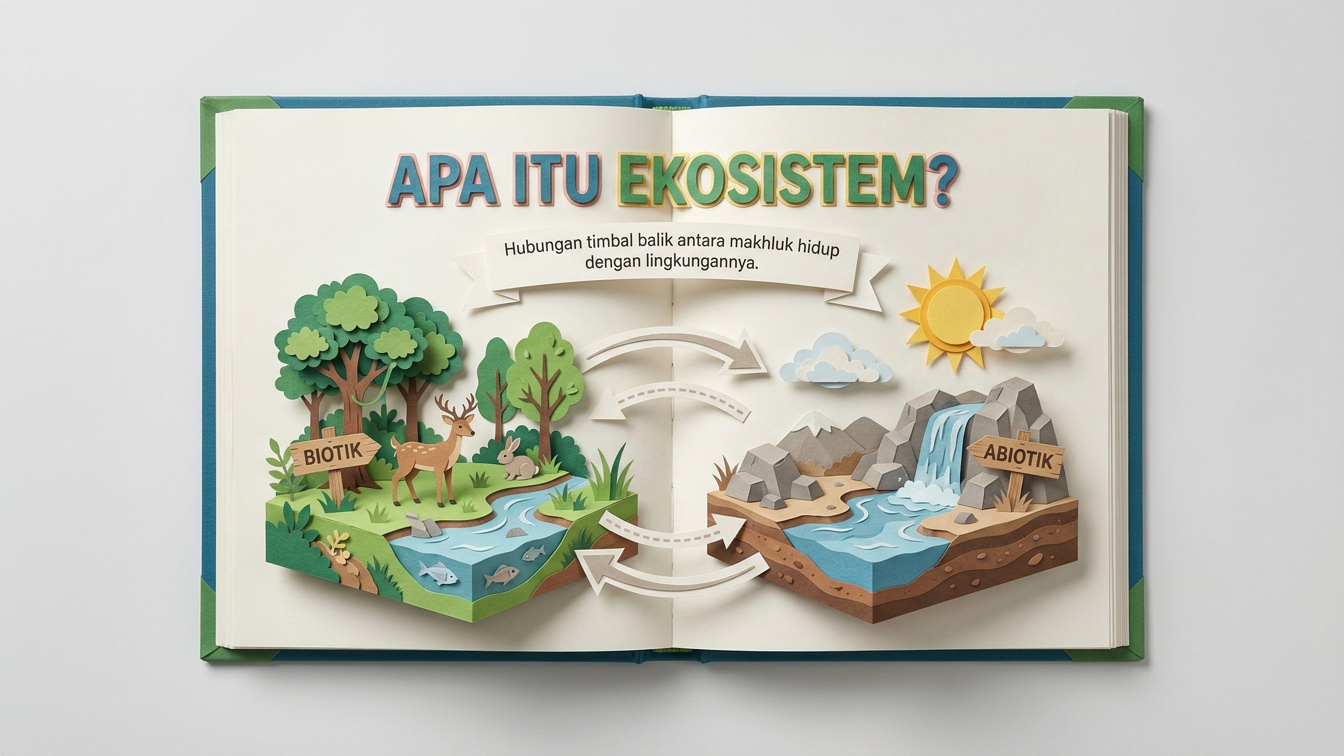 APA ITU EKOSISTEM?
Hubungan timbal balik antara makhluk hidup
dengan lingkungannya.
BIOTIK
ABIOTIK